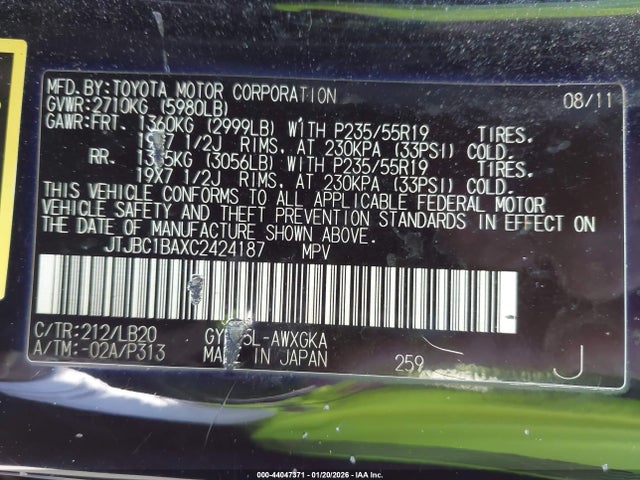 MFD.BY:TOYOTA MOTOR CORPORATION 08/11
GVWR:2710KG (5980LB)
GAWR:FRT. 1360KG (2999LB) WITH P235/55R19 TIRES.
19X7 1/2J RIMS, AT 230KPA (33PSI) COLD.
RR. (3056LB) WITH P235/55R19 TIRES.
19X7 1/2J RIMS, AT 230KPA (33PSI) COLD.
THIS VEHICLE CONFORMS TO ALL APPLICABLE FEDERAL MOTOR
VEHICLE SAFETY AND THEFT PREVENTION STANDARDS IN EFFECT ON
THE DATE OF MANUFACTURE SHOWN ABOVE.
JTJBC1BAXC2424187 MPV
C/TR:212/LB20
A/TM:-02A/P313
MADE IN JAPAN
259
J
000-44047371 - 01/20/2026 - IAA Inc.